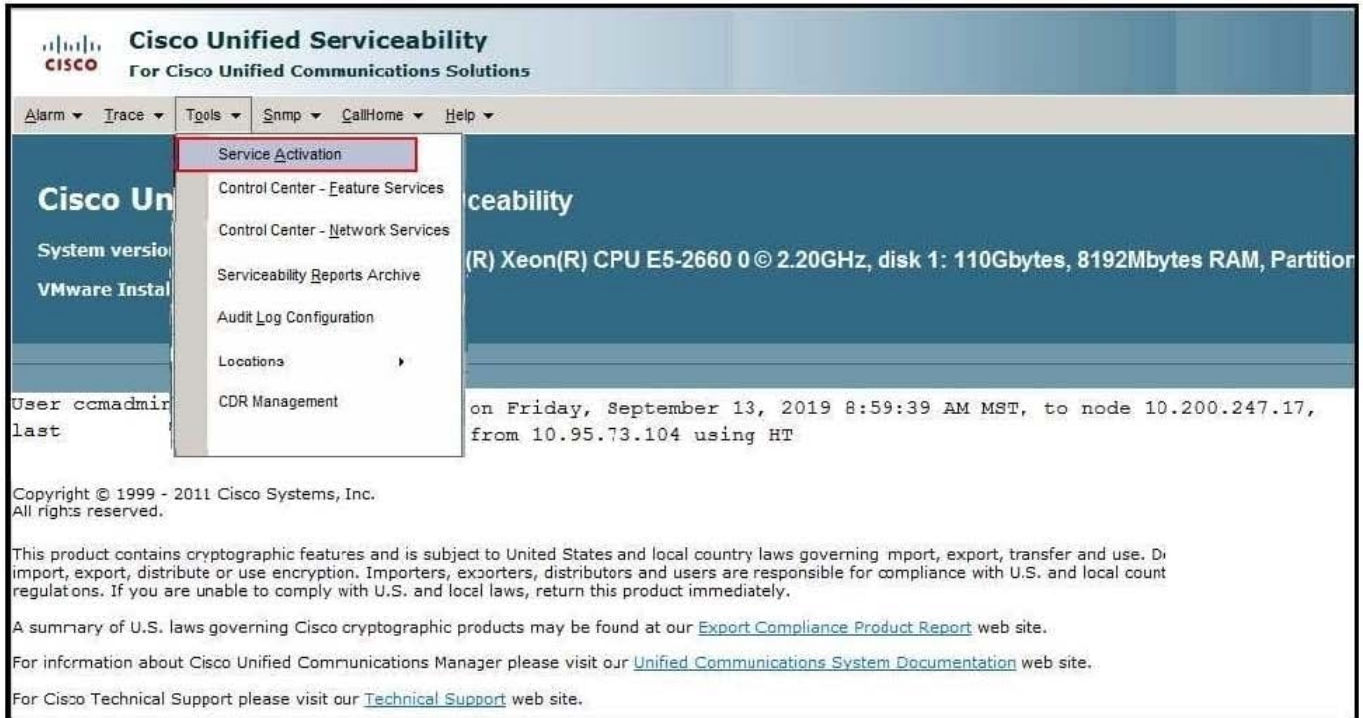 CISCO
Cisco Unified Serviceability
For Cisco Unified Communications Solutions
Alarm Trace Tools Snmp CallHome Help
Service Activation
Control Center - Feature Services
Control Center - Network Services
Serviceability Reports Archive
Audit Log Configuration
Locations
CDR Management
Cisco Un ceability
System versio (R) Xeon(R) CPU E5-2660 0 © 2.20GHz, disk 1: 110Gbytes, 8192Mbytes RAM, Partition
VMware Instal
User ccmadmin on Friday, September 13, 2019 8:59:39 AM MST, to node 10.200.247.17,
last from 10.95.73.104 using HT
Copyright © 1999 - 2011 Cisco Systems, Inc.
All rights reserved.
This product contains cryptographic features and is subject to United States and local country laws governing import, export, transfer and use. D
import, export, distribute or use encryption. Importers, exporters, distributors and users are responsible for compliance with U.S. and local count
regulations. If you are unable to comply with U.S. and local laws, return this product immediately.
A summary of U.S. laws governing Cisco cryptographic products may be found at our Export Compliance Product Report web site.
For information about Cisco Unified Communications Manager please visit our Unified Communications System Documentation web site.
For Cisco Technical Support please visit our Technical Support web site.